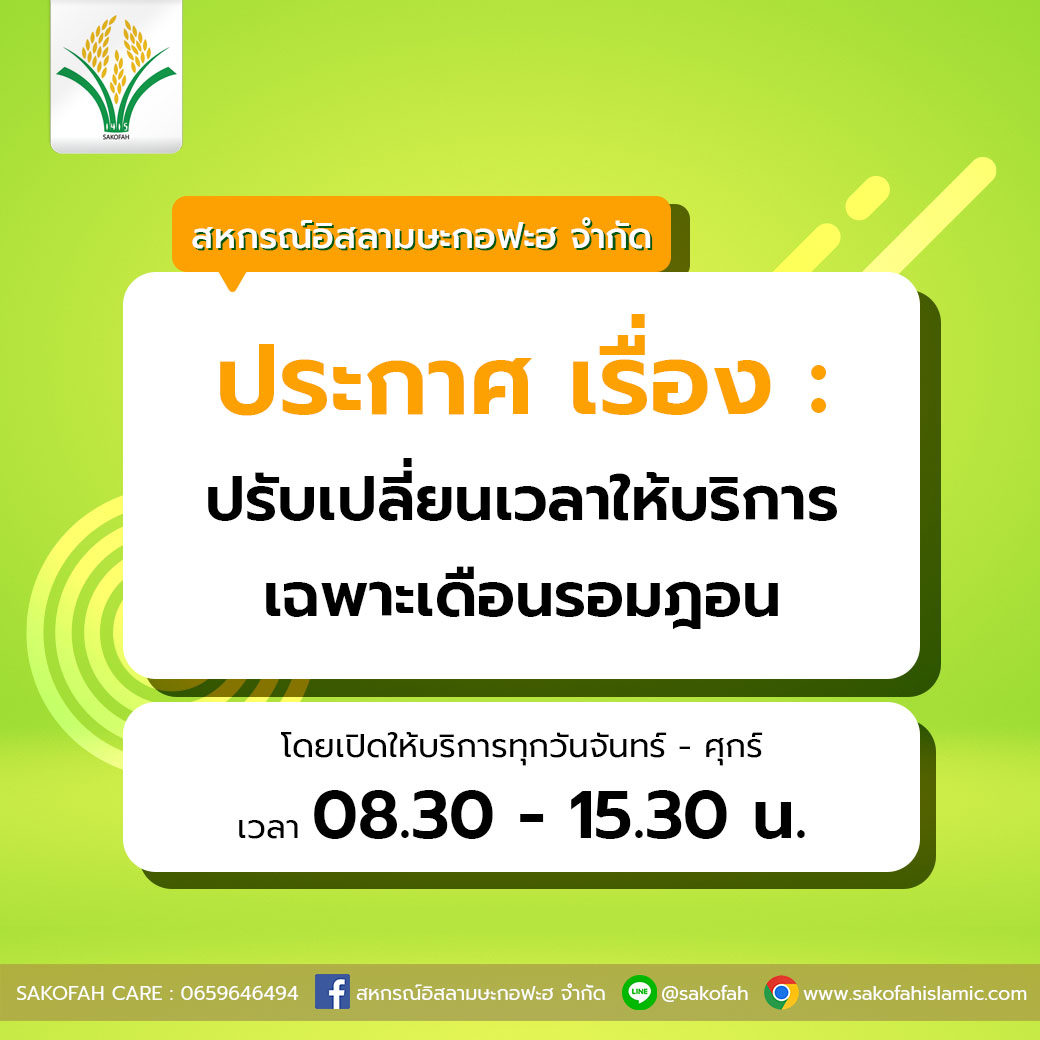 1415
SAKOFAH
สหกรณ์อิสลามษะกอฟะฮ จำกัด
ประกาศ เรื่อง :
ปรับเปลี่ยนเวลาให้บริการ
เฉพาะเดือนรอมฎอน
โดยเปิดให้บริการทุกวันจันทร์ - ศุกร์
เวลา 08.30 - 15.30 น.
SAKOFAH CARE : 0659646494 สหกรณ์อิสลามษะกอฟะฮ จำกัด LINE @sakofah www.sakofahislamic.com